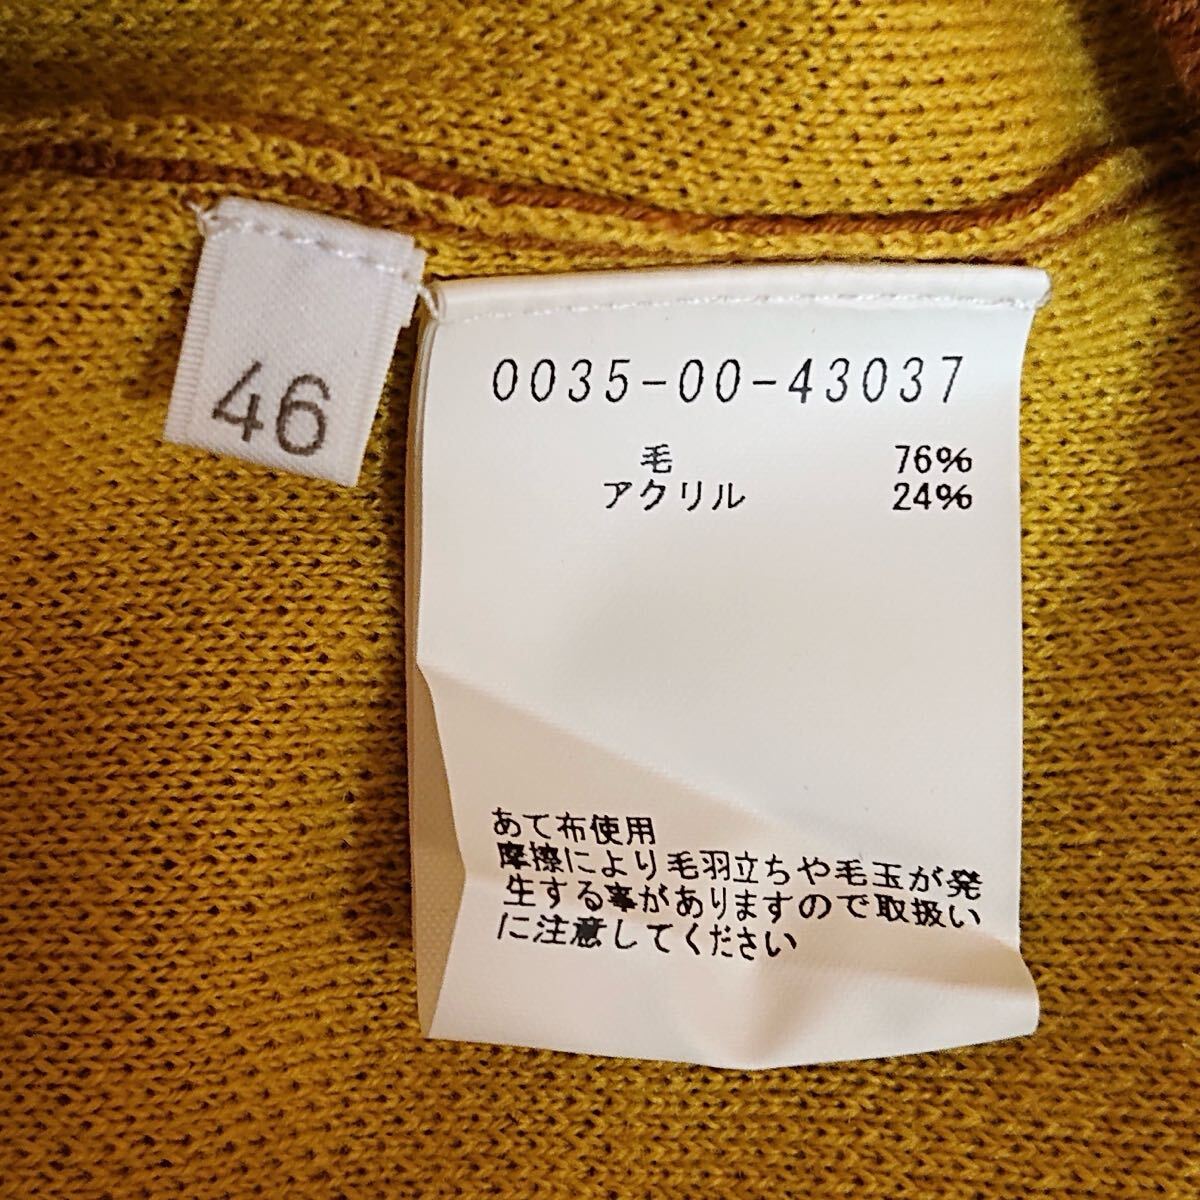 46
0035-00-43037
毛 76%
アクリル 24%
あて布使用
摩擦により毛羽立ちや毛玉が発
生する事がありますので取扱い
に注意してください